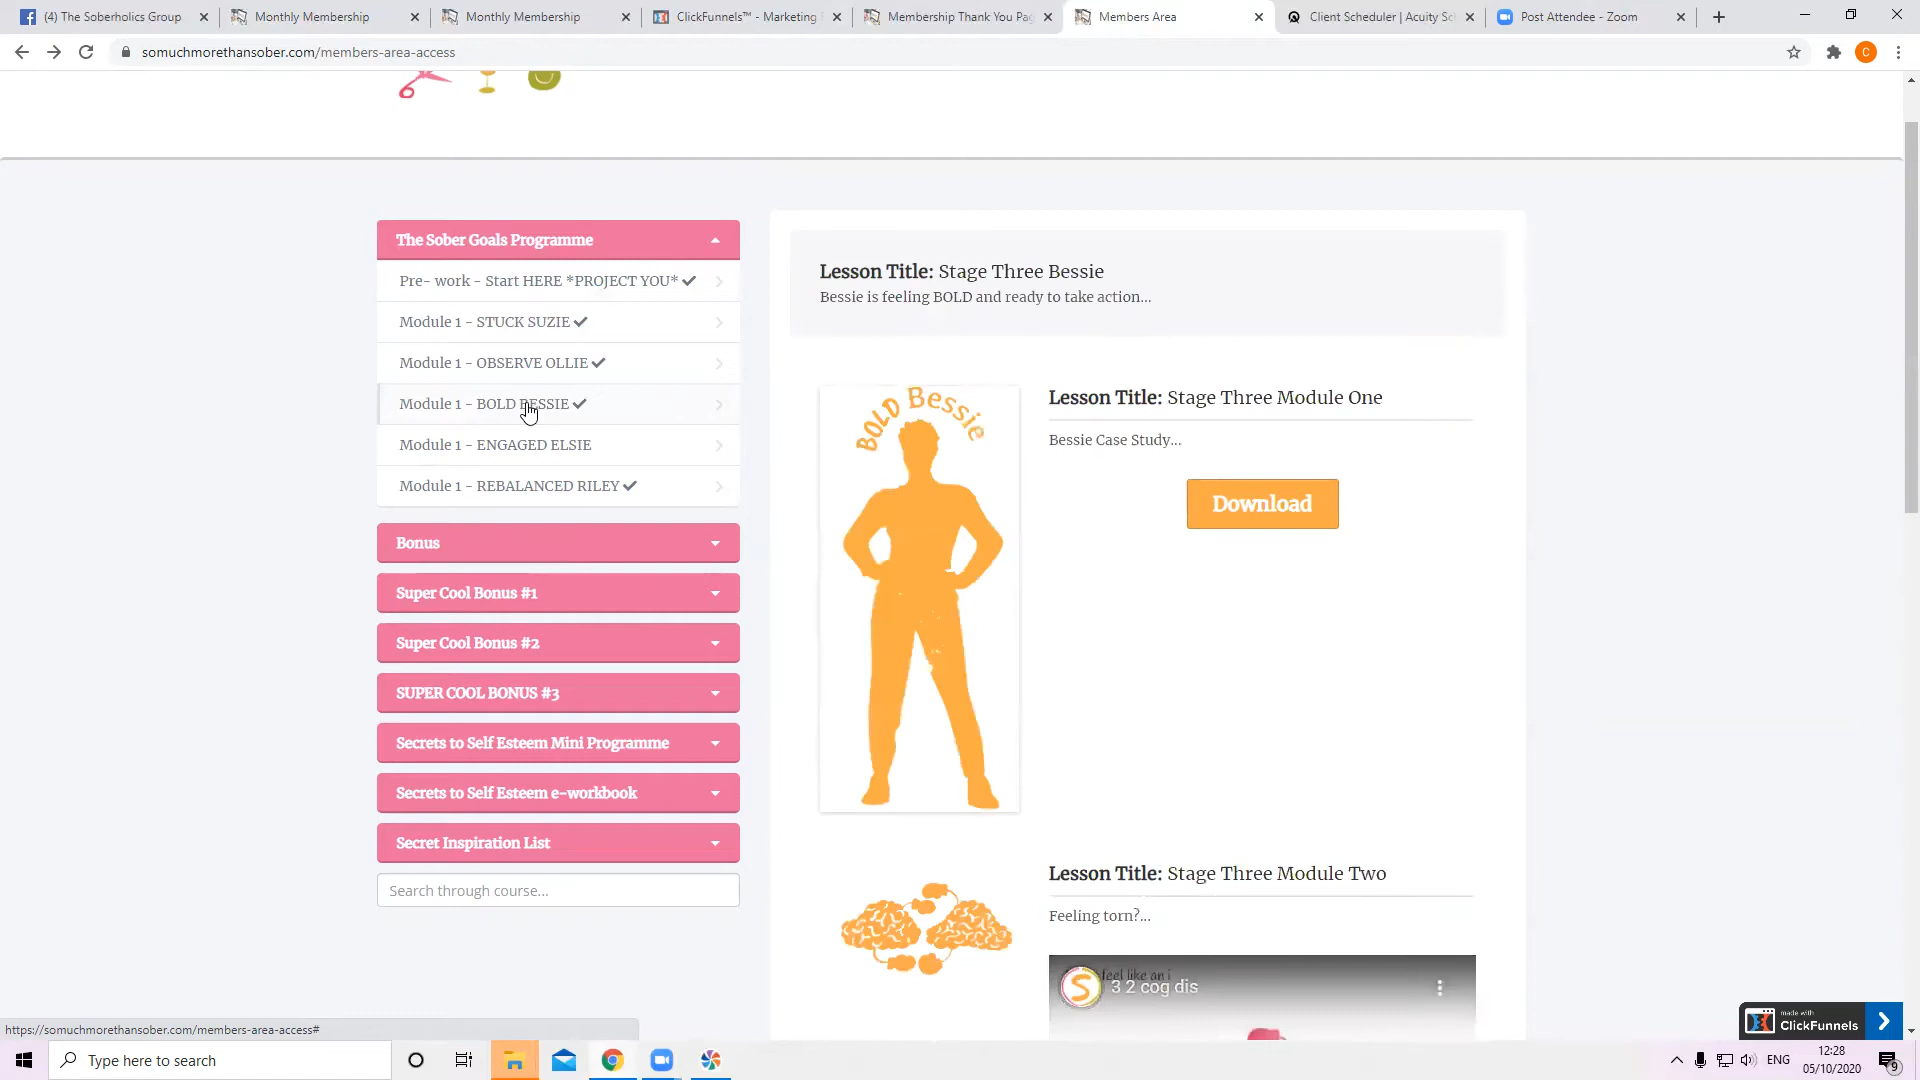 (4) The Soberholics Group
Monthly Membership
Monthly Membership
ClickFunnels™ - Marketing
Membership Thank You Pag
Members Area
Client Scheduler | Acuity Sc
Post Attendee - Zoom
somuchmorethansober.com/members-area-access
C
The Sober Goals Programme
Pre- work - Start HERE *PROJECT YOU*
Module 1 - STUCK SUZIE
Module 1 - OBSERVE OLLIE
Module 1 - BOLD BESSIE
Module 1 - ENGAGED ELSIE
Module 1 - REBALANCED RILEY
Bonus
Super Cool Bonus #1
Super Cool Bonus #2
SUPER COOL BONUS #3
Secrets to Self Esteem Mini Programme
Secrets to Self Esteem e-workbook
Secret Inspiration List
Search through course...
Lesson Title: Stage Three Bessie
Bessie is feeling BOLD and ready to take action...
BOLD Bessie
Lesson Title: Stage Three Module One
Bessie Case Study...
Download
Lesson Title: Stage Three Module Two
Feeling torn?...
feel like an i
S
3 2 cog dis
made with
ClickFunnels
https://somuchmorethansober.com/members-area-access#
Type here to search
ENG
12:28
05/10/2020
9